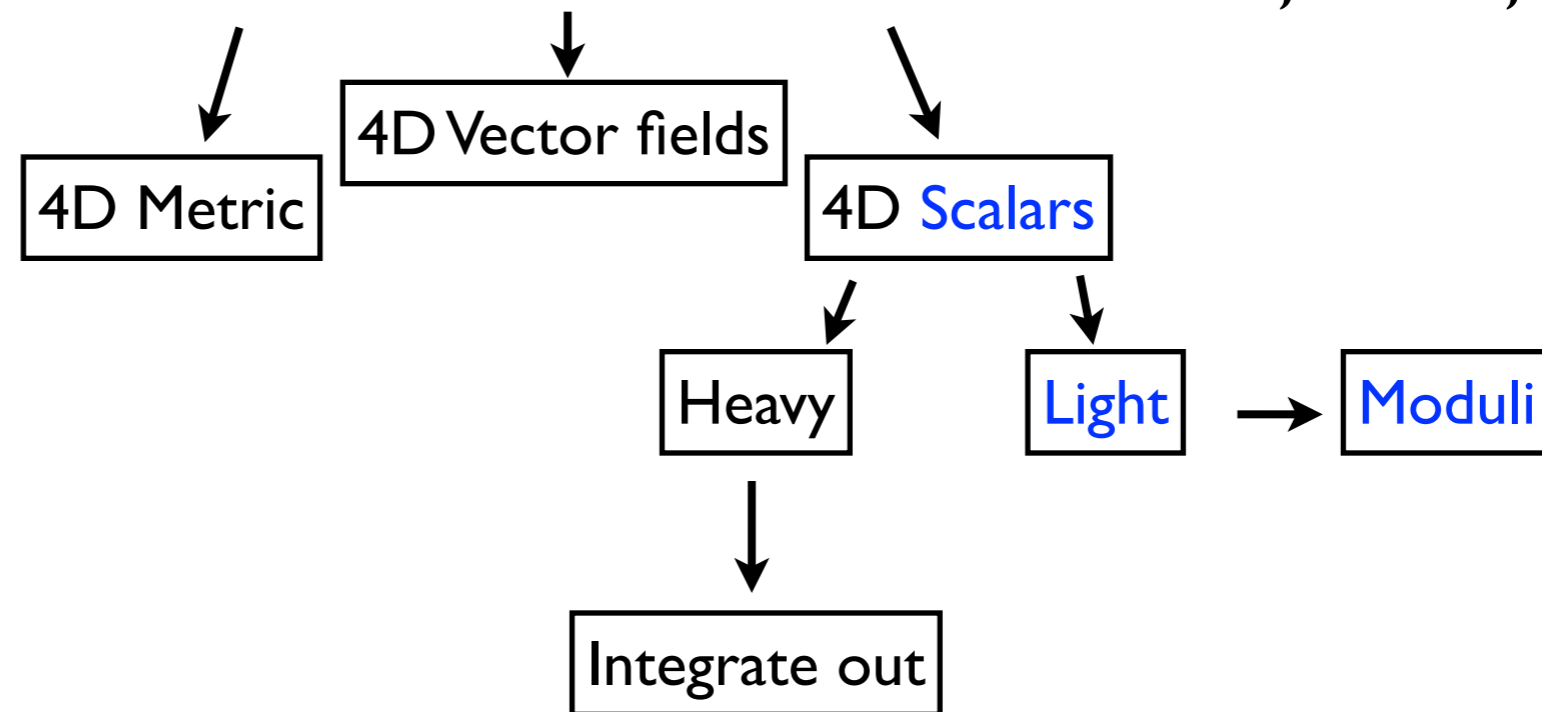 4D Vector fields
4D Metric
4D Scalars
Heavy
Light
Moduli
Integrate out